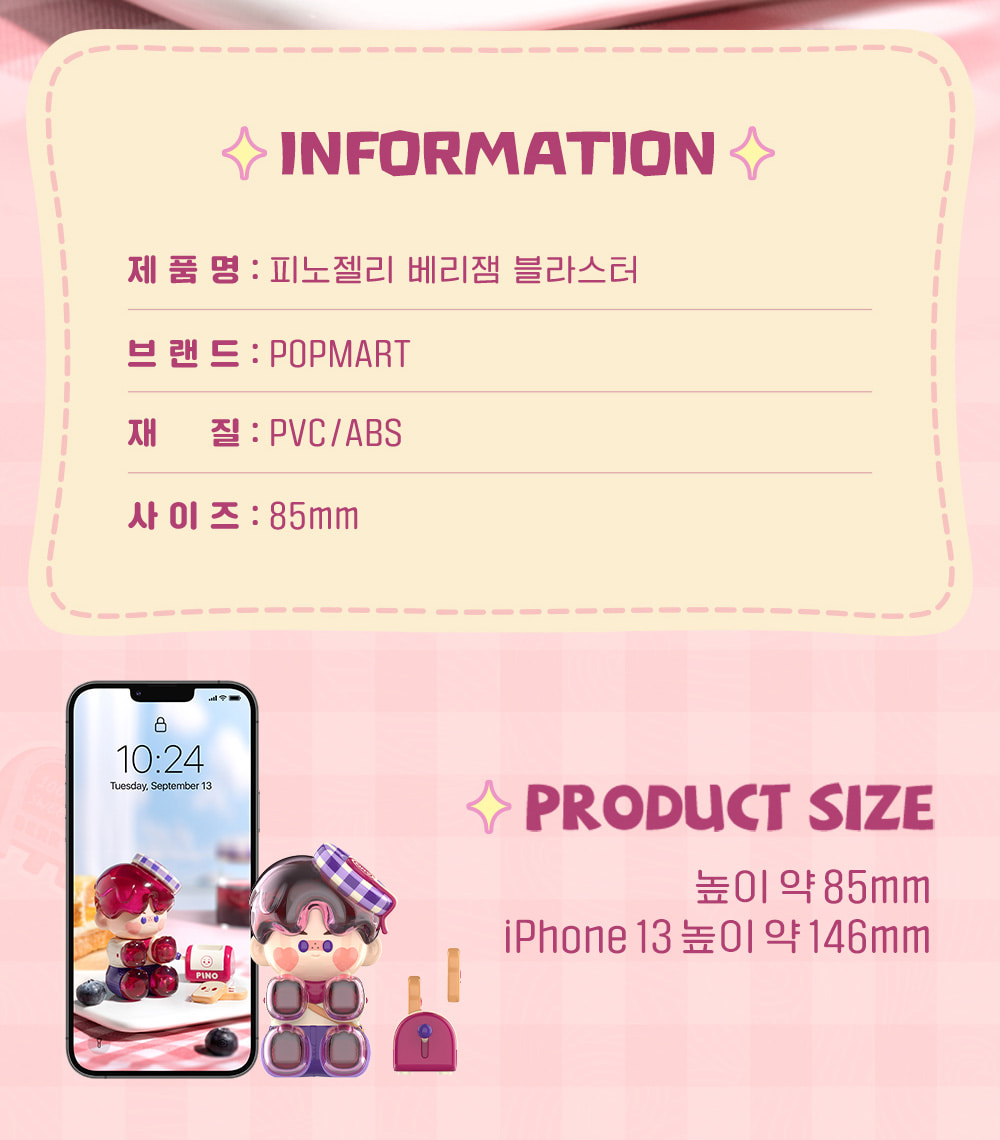 INFORMATION
제품명 : 피노젤리 베리잼 블라스터
브랜드 : POPMART
재 질 : PVC/ABS
사이즈 : 85mm
10:24
Tuesday, September 13
PINO
PRODUCT SIZE
높이 약 85mm
iPhone 13 높이 약 146mm